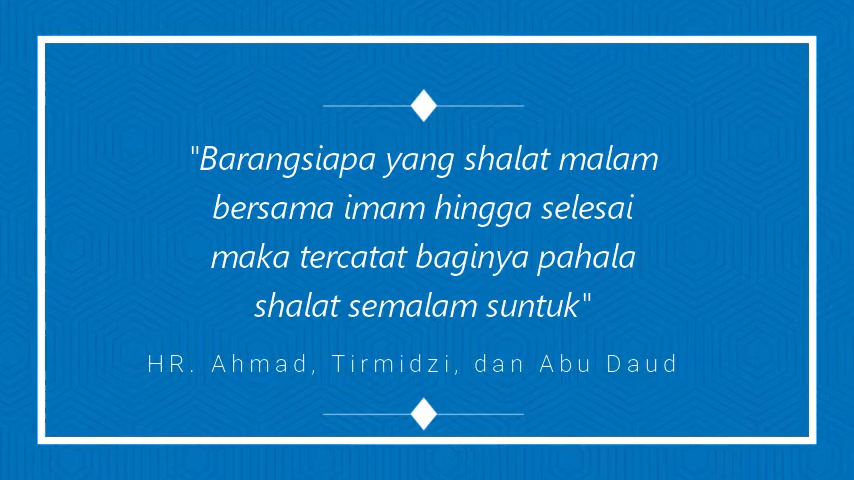 "Barangsiapa yang shalat malam
bersama imam hingga selesai
maka tercatat baginya pahala
shalat semalam suntuk"
HR. Ahmad, Tirmidzi, dan Abu Daud